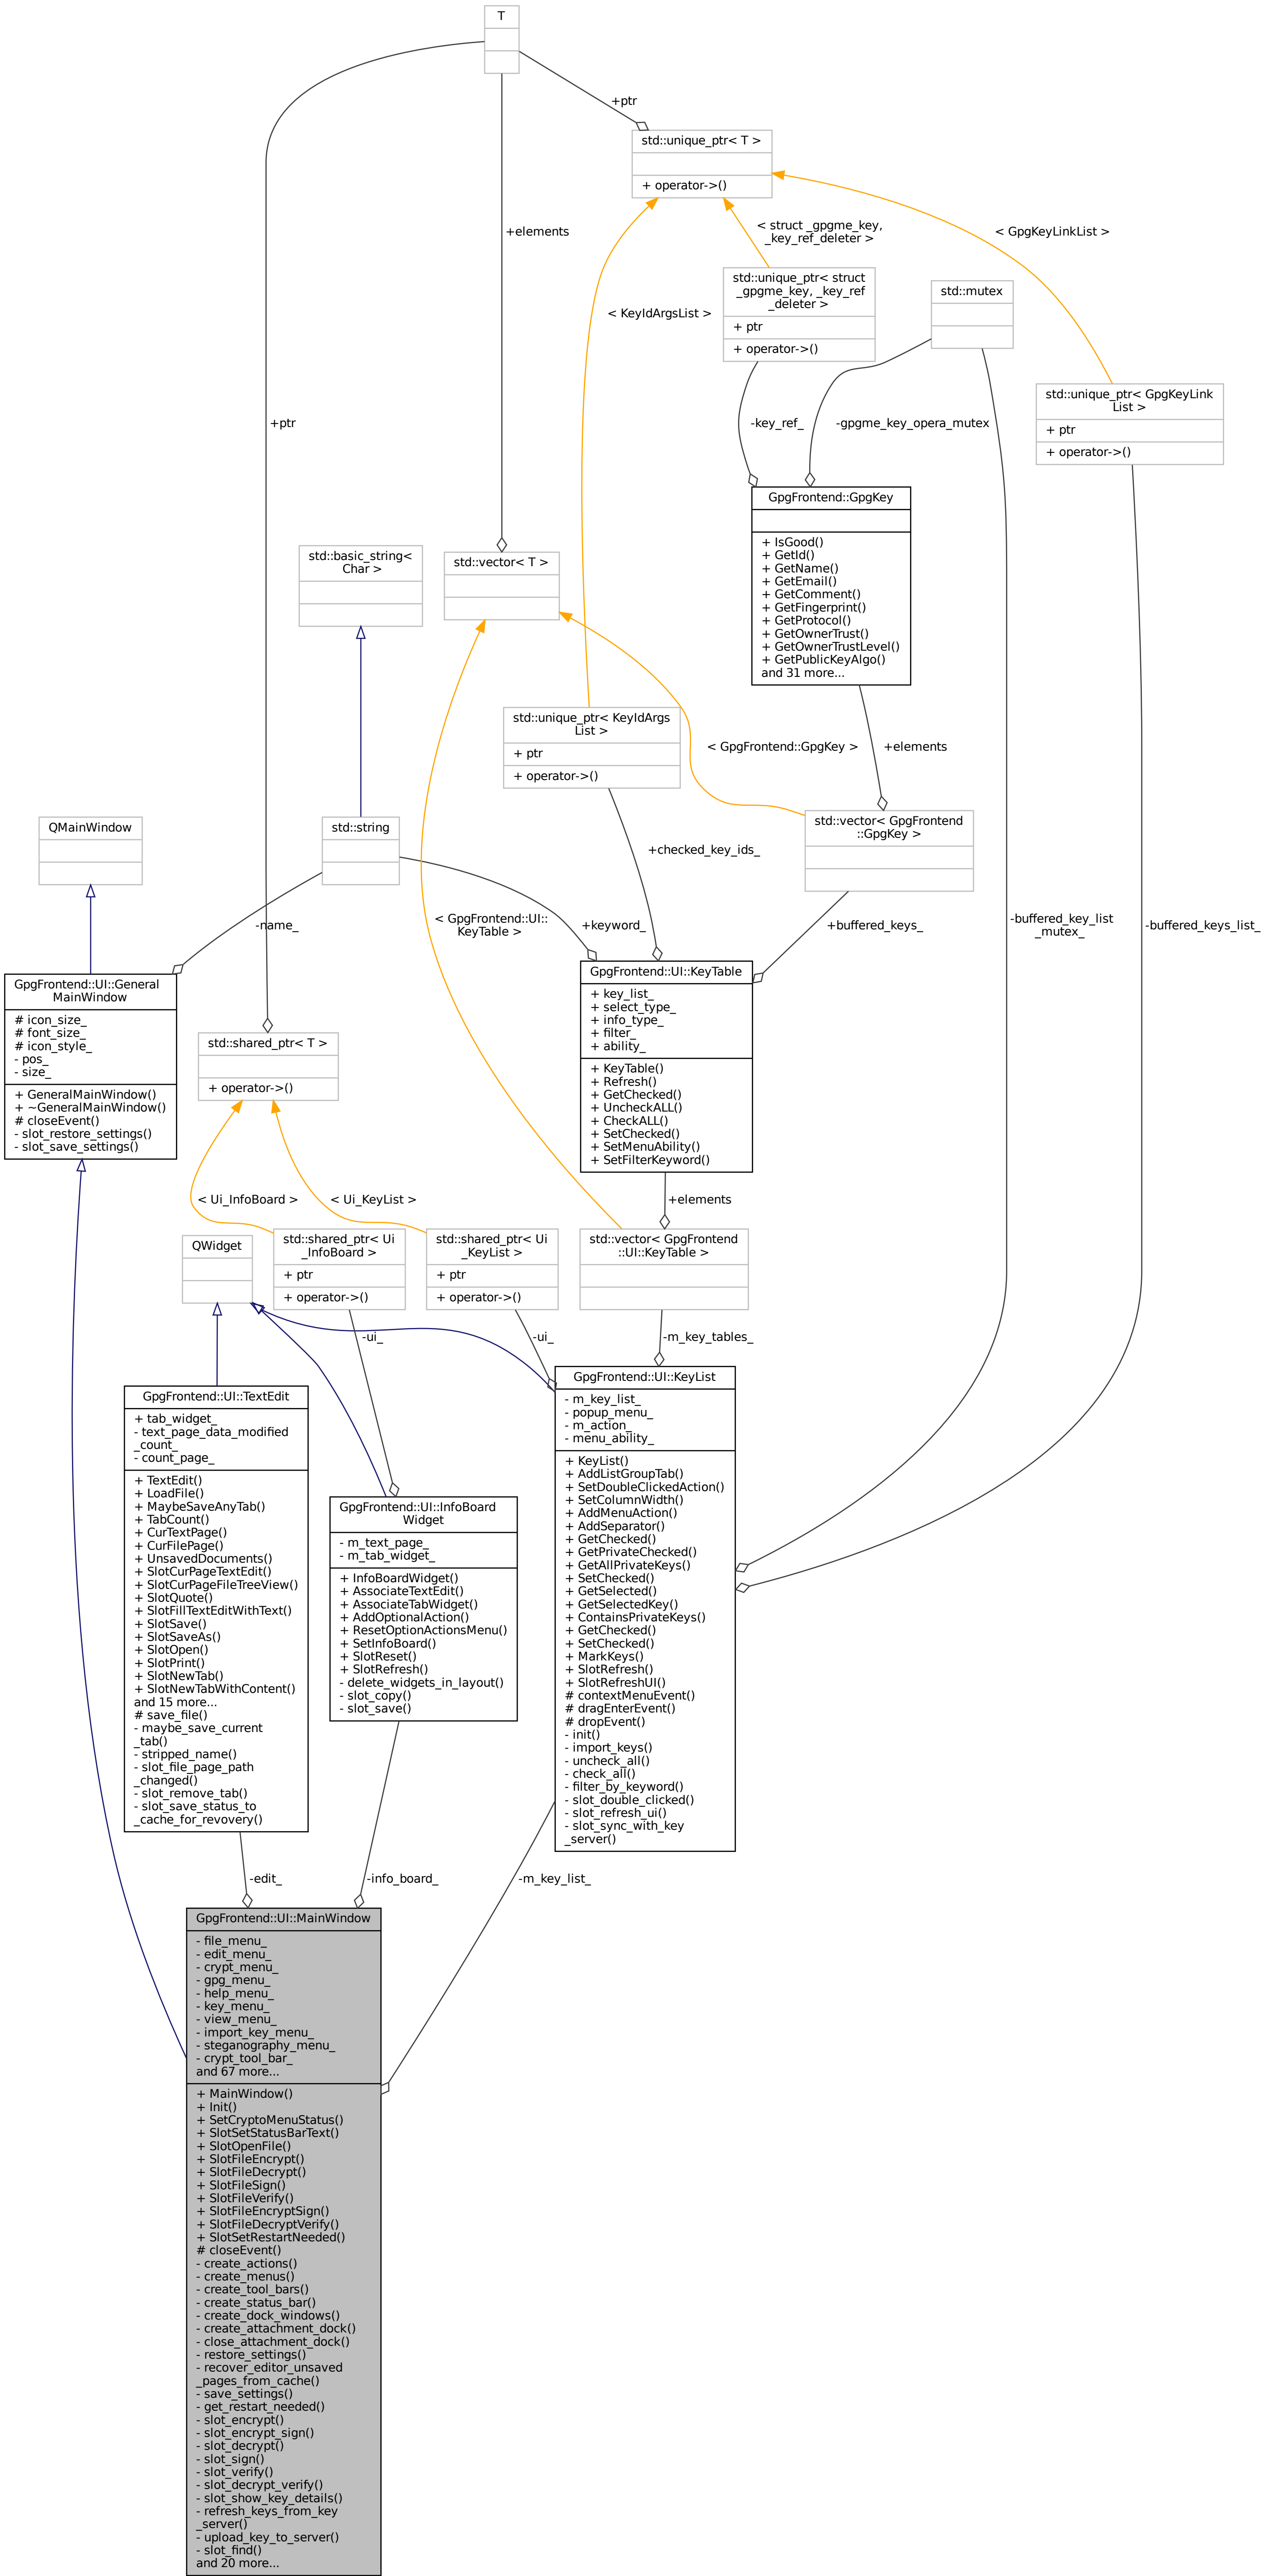 T
+ptr
std::unique_ptr< T >
+ operator->()
+elements
< struct _gpgme_key,
_key_ref_deleter >
< GpgKeyLinkList >
std::unique_ptr< struct
_gpgme_key, _key_ref
_deleter >
+ ptr
+ operator->()
std::mutex
< KeyIdArgsList >
std::unique_ptr< GpgKeyLink
List >
+ ptr
+ operator->()
+ptr
-key_ref_
-gpgme_key_opera_mutex
GpgFrontend::GpgKey
+ IsGood()
+ GetId()
+ GetName()
+ GetEmail()
+ GetComment()
+ GetFingerprint()
+ GetProtocol()
+ GetOwnerTrust()
+ GetOwnerTrustLevel()
+ GetPublicKeyAlgo()
and 31 more...
std::basic_string<
Char >
std::vector< T >
std::unique_ptr< KeyIdArgs
List >
+ ptr
+ operator->()
< GpgFrontend::GpgKey >
+elements
QMainWindow
std::string
std::vector< GpgFrontend
::GpgKey >
+checked_key_ids_
-name_
< GpgFrontend::UI::
KeyTable >
+keyword_
+buffered_keys_
-buffered_key_list
_mutex_
-buffered_keys_list_
GpgFrontend::UI::General
MainWindow
# icon_size_
# font_size_
# icon_style_
- pos_
- size_
+ GeneralMainWindow()
+ ~GeneralMainWindow()
# closeEvent()
- slot_restore_settings()
- slot_save_settings()
std::shared_ptr< T >
+ operator->()
GpgFrontend::UI::KeyTable
+ key_list_
+ select_type_
+ info_type_
+ filter_
+ ability_
+ KeyTable()
+ Refresh()
+ GetChecked()
+ UncheckALL()
+ CheckALL()
+ SetChecked()
+ SetMenuAbility()
+ SetFilterKeyword()
< Ui_InfoBoard >
< Ui_KeyList >
+elements
QWidget
std::shared_ptr< Ui
_InfoBoard >
+ ptr
+ operator->()
std::shared_ptr< Ui
_KeyList >
+ ptr
+ operator->()
std::vector< GpgFrontend
::UI::KeyTable >
-ui_
-ui_
-m_key_tables_
GpgFrontend::UI::TextEdit
+ tab_widget_
- text_page_data_modified
_count_
- count_page_
+ TextEdit()
+ LoadFile()
+ MaybeSaveAnyTab()
+ TabCount()
+ CurTextPage()
+ CurFilePage()
+ UnsavedDocuments()
+ SlotCurPageTextEdit()
+ SlotCurPageFileTreeView()
+ SlotQuote()
+ SlotFillTextEditWithText()
+ SlotSave()
+ SlotSaveAs()
+ SlotOpen()
+ SlotPrint()
+ SlotNewTab()
+ SlotNewTabWithContent()
and 15 more...
# save_file()
- maybe_save_current
_tab()
- stripped_name()
- slot_file_page_path
_changed()
- slot_remove_tab()
- slot_save_status_to
_cache_for_revovery()
GpgFrontend::UI::InfoBoard
Widget
- m_text_page_
- m_tab_widget_
+ InfoBoardWidget()
+ AssociateTextEdit()
+ AssociateTabWidget()
+ AddOptionalAction()
+ ResetOptionActionsMenu()
+ SetInfoBoard()
+ SlotReset()
+ SlotRefresh()
- delete_widgets_in_layout()
- slot_copy()
- slot_save()
GpgFrontend::UI::KeyList
- m_key_list_
- popup_menu_
- m_action_
- menu_ability_
+ KeyList()
+ AddListGroupTab()
+ SetDoubleClickedAction()
+ SetColumnWidth()
+ AddMenuAction()
+ AddSeparator()
+ GetChecked()
+ GetPrivateChecked()
+ GetAllPrivateKeys()
+ SetChecked()
+ GetSelected()
+ GetSelectedKey()
+ ContainsPrivateKeys()
+ GetChecked()
+ SetChecked()
+ MarkKeys()
+ SlotRefresh()
+ SlotRefreshUI()
# contextMenuEvent()
# dragEnterEvent()
# dropEvent()
- init()
- import_keys()
- uncheck_all()
- check_all()
- filter_by_keyword()
- slot_double_clicked()
- slot_refresh_ui()
- slot_sync_with_key
_server()
-edit_
-info_board_
-m_key_list_
GpgFrontend::UI::MainWindow
- file_menu_
- edit_menu_
- crypt_menu_
- gpg_menu_
- help_menu_
- key_menu_
- view_menu_
- import_key_menu_
- steganography_menu_
- crypt_tool_bar_
and 67 more...
+ MainWindow()
+ Init()
+ SetCryptoMenuStatus()
+ SlotSetStatusBarText()
+ SlotOpenFile()
+ SlotFileEncrypt()
+ SlotFileDecrypt()
+ SlotFileSign()
+ SlotFileVerify()
+ SlotFileEncryptSign()
+ SlotFileDecryptVerify()
+ SlotSetRestartNeeded()
# closeEvent()
- create_actions()
- create_menus()
- create_tool_bars()
- create_status_bar()
- create_dock_windows()
- create_attachment_dock()
- close_attachment_dock()
- restore_settings()
- recover_editor_unsaved
_pages_from_cache()
- save_settings()
- get_restart_needed()
- slot_encrypt()
- slot_encrypt_sign()
- slot_decrypt()
- slot_sign()
- slot_verify()
- slot_decrypt_verify()
- slot_show_key_details()
- refresh_keys_from_key
_server()
- upload_key_to_server()
- slot_find()
and 20 more...